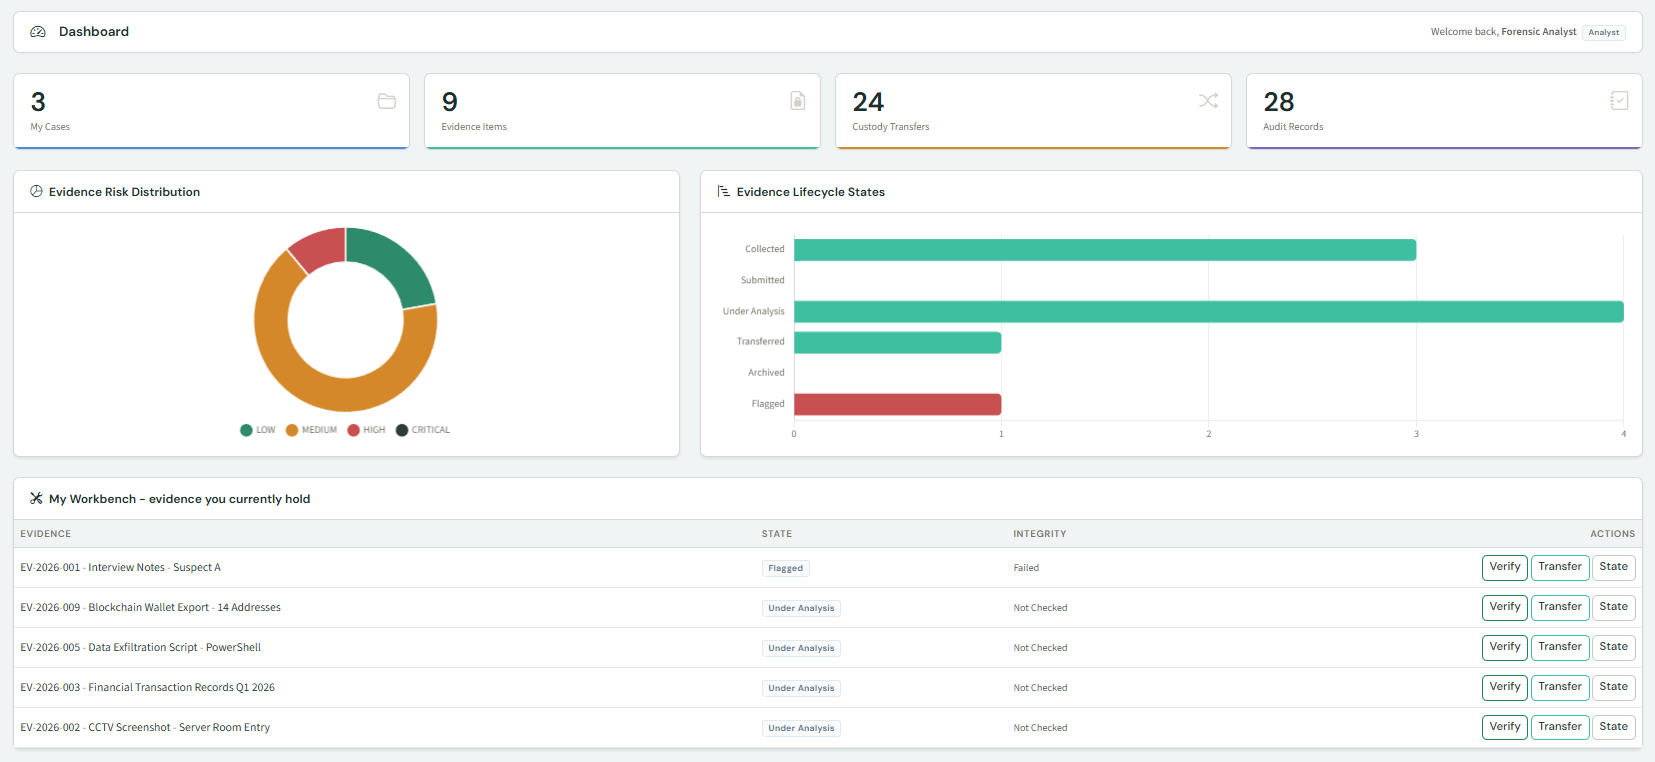 Dashboard
Welcome back, Forensic Analyst Analyst
3
My Cases
9
Evidence Items
24
Custody Transfers
28
Audit Records
Evidence Risk Distribution
LOW MEDIUM HIGH CRITICAL
Evidence Lifecycle States
Collected
Submitted
Under Analysis
Transferred
Archived
Flagged
0 1 2 3 4
My Workbench - evidence you currently hold
EVIDENCE STATE INTEGRITY ACTIONS
EV-2026-001 - Interview Notes - Suspect A Flagged Failed Verify Transfer State
EV-2026-009 - Blockchain Wallet Export - 14 Addresses Under Analysis Not Checked Verify Transfer State
EV-2026-005 - Data Exfiltration Script - PowerShell Under Analysis Not Checked Verify Transfer State
EV-2026-003 - Financial Transaction Records Q1 2026 Under Analysis Not Checked Verify Transfer State
EV-2026-002 - CCTV Screenshot - Server Room Entry Under Analysis Not Checked Verify Transfer State